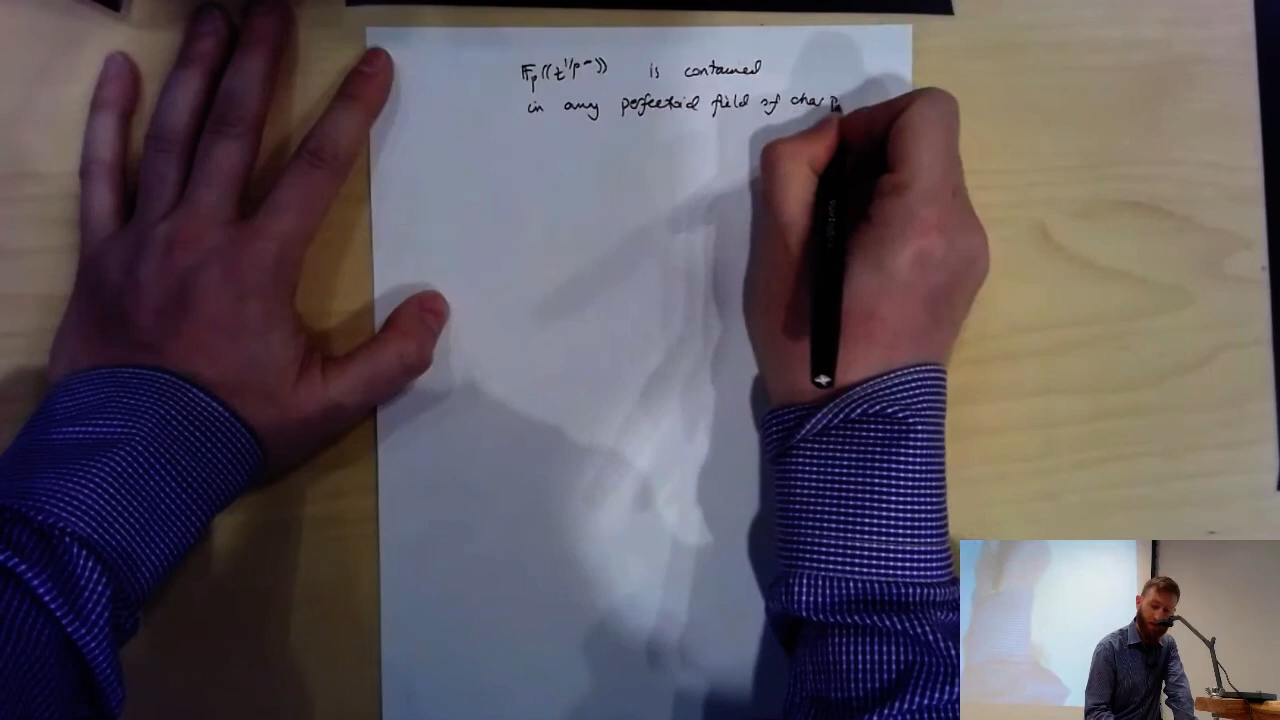 𝔽_p((t^{1/p^∞})) is contained
in any perfectoid field of char p